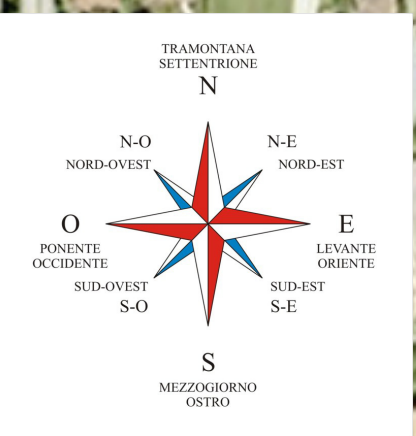 TRAMONTANA
SETTENTRIONE
N
N-O
N-E
NORD-OVEST
NORD-EST
O
E
PONENTE
OCCIDENTE
LEVANTE
ORIENTE
SUD-OVEST
SUD-EST
S-O
S-E
S
MEZZOGIORNO
OSTRO